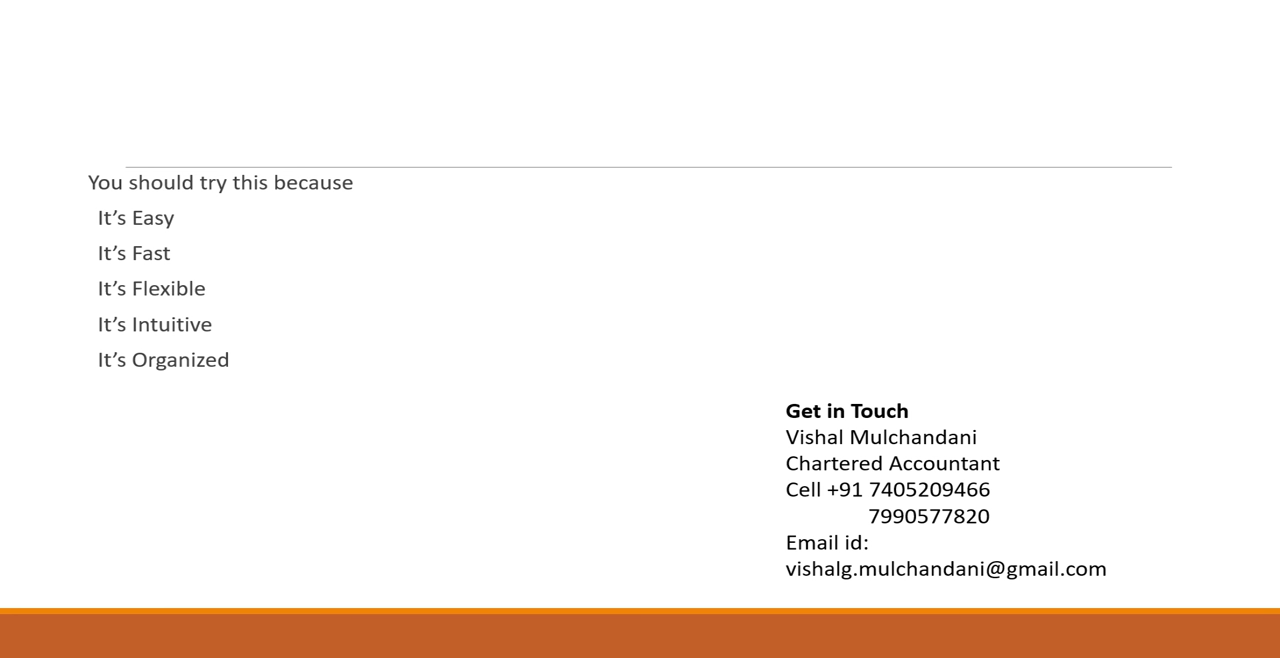 You should try this because
It’s Easy
It’s Fast
It’s Flexible
It’s Intuitive
It’s Organized
Get in Touch
Vishal Mulchandani
Chartered Accountant
Cell +91 7405209466
7990577820
Email id:
vishalg.mulchandani@gmail.com